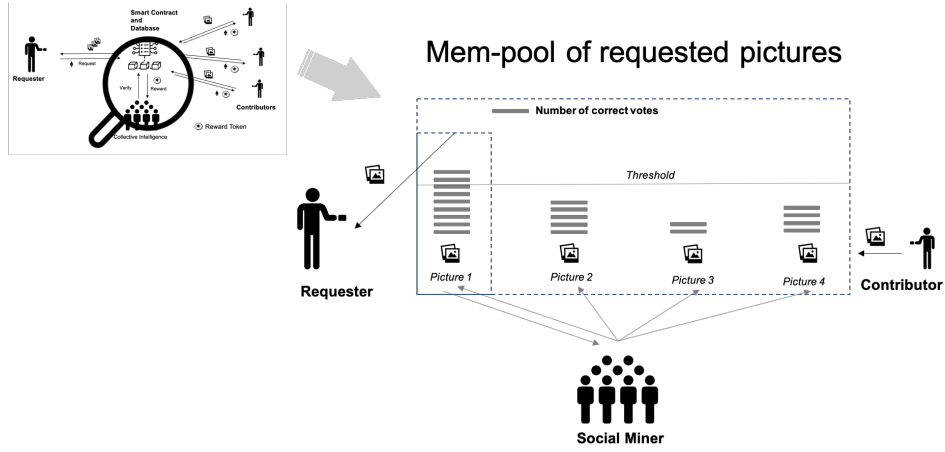 Smart Contract
and
Database
Requester
Request
Verify
Reward
Contributors
Reward Token
Collective Intelligence
Mem-pool of requested pictures
Number of correct votes
Threshold
Picture 1
Picture 2
Picture 3
Picture 4
Requester
Contributor
Social Miner